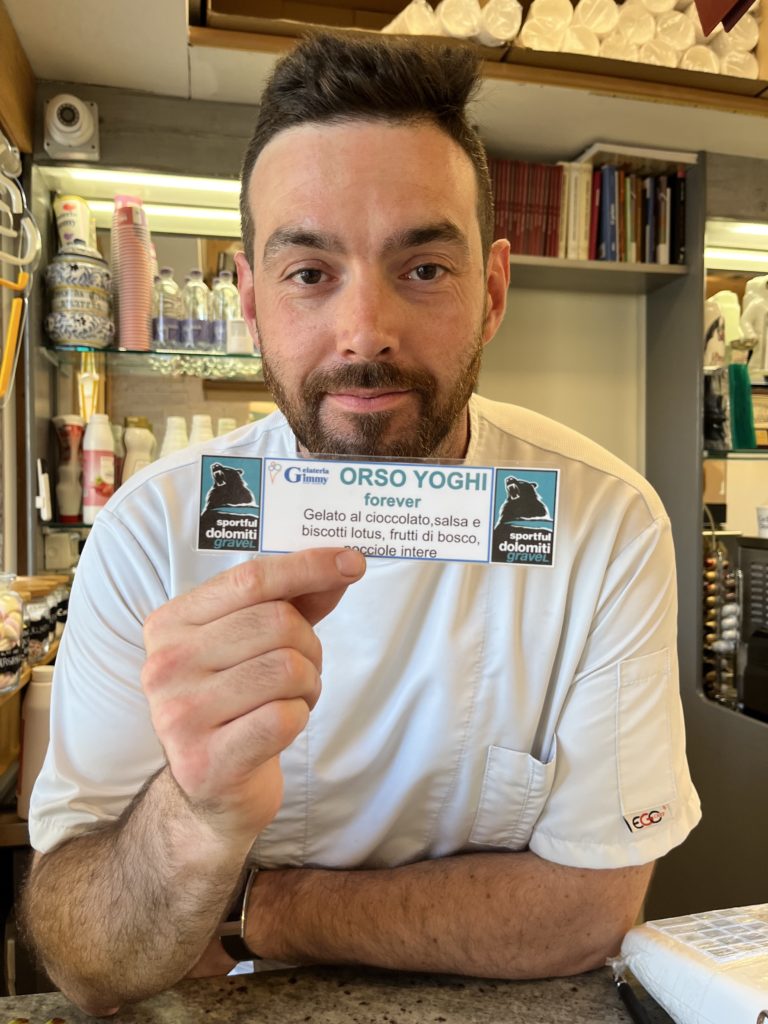 Gelateria
Gimmy
ORSO YOGHI
forever
Gelato al cioccolato,salsa e
biscotti lotus, frutti di bosco,
nocciole intere
sportful
dolomiti
gravel
sportful
dolomiti
gravel
EGO